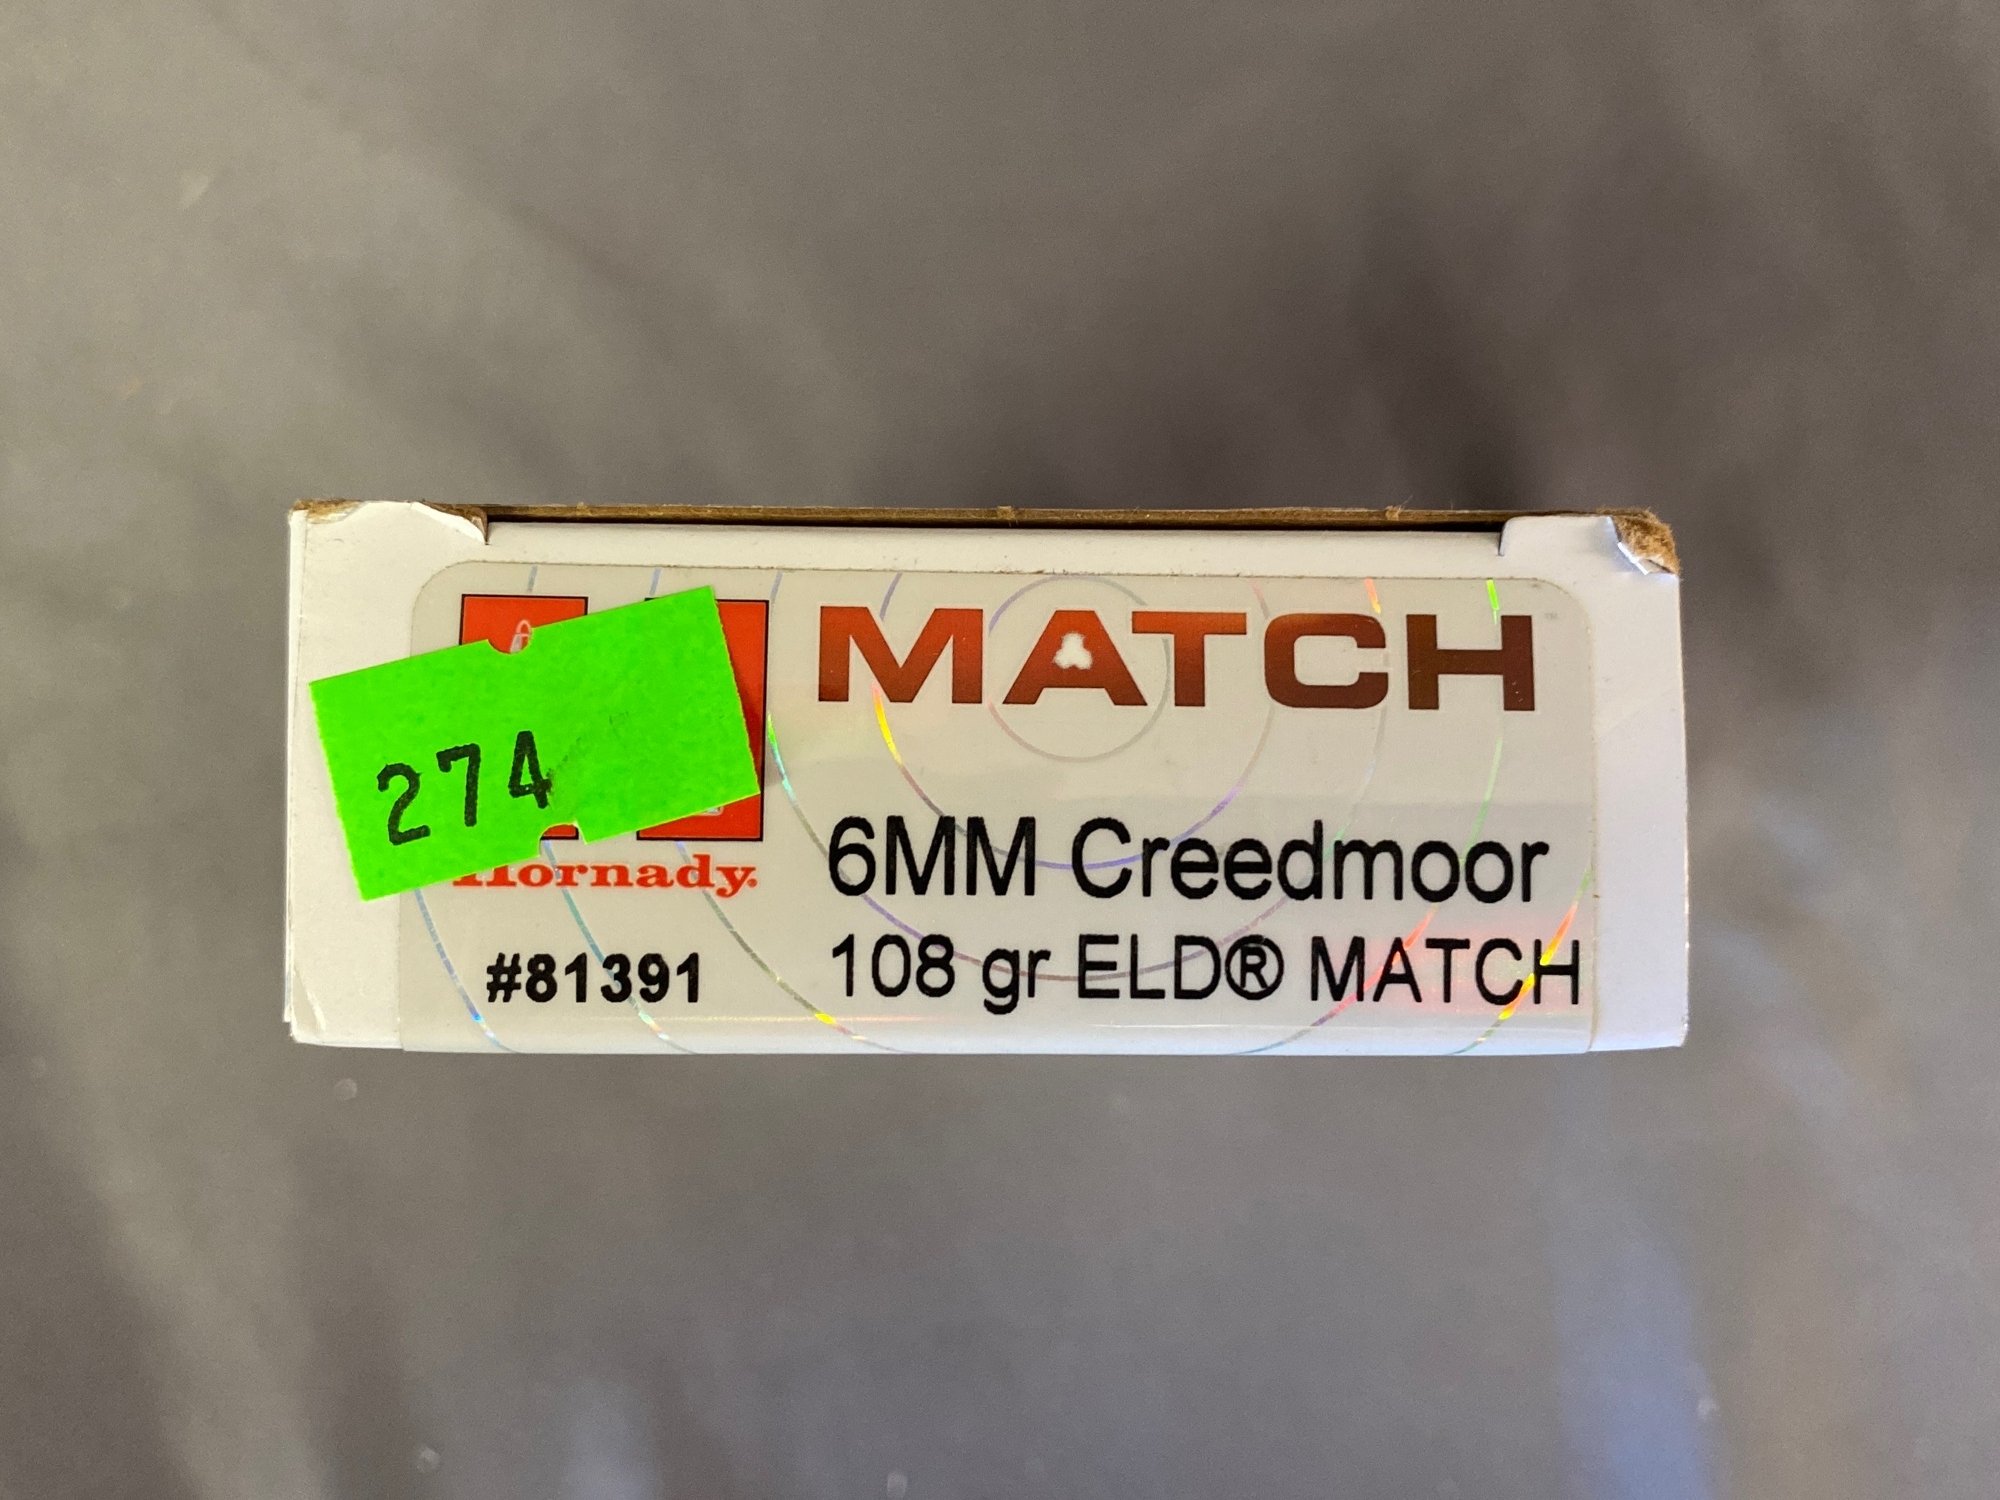 MATCH
274
Hornady.
6MM Creedmoor
#81391
108 gr ELD® MATCH